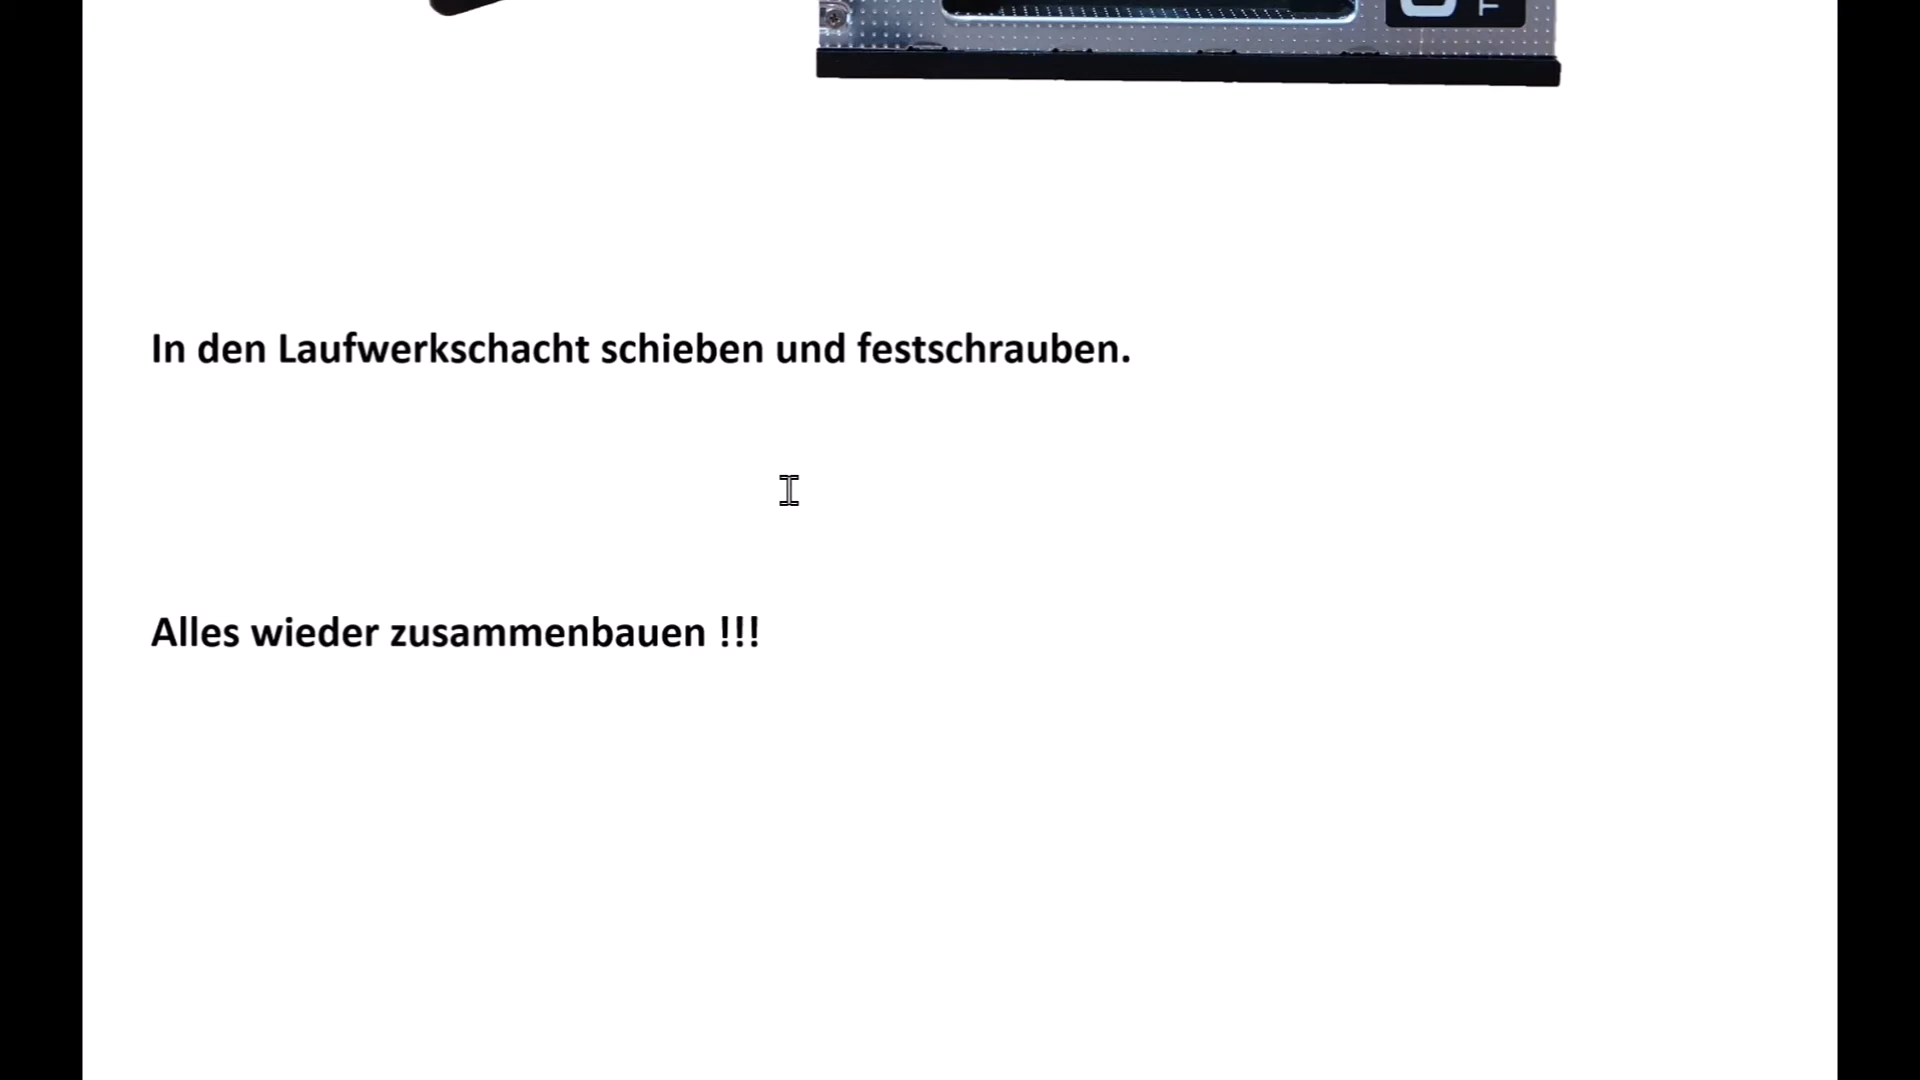 In den Laufwerkschacht schieben und festschrauben.
Alles wieder zusammenbauen !!!